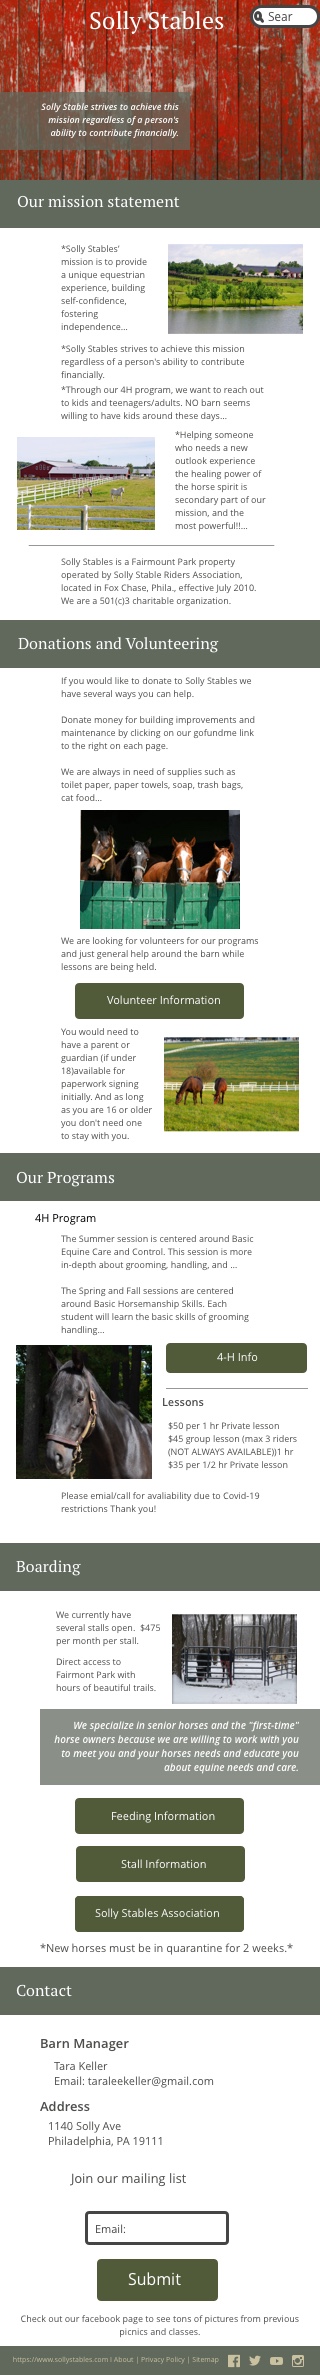 Solly Stables
Sear
Solly Stable strives to achieve this
mission regardless of a person's
ability to contribute financially.
Our mission statement
*Solly Stables'
mission is to provide
a unique equestrian
experience, building
self-confidence,
fostering
independence...
*Solly Stables strives to achieve this mission
regardless of a person's ability to contribute
financially.
*Through our 4H program, we want to reach out
to kids and teenagers/adults. NO barn seems
willing to have kids around these days...
*Helping someone
who needs a new
outlook experience
the healing power of
the horse spirit is
secondary part of our
mission, and the
most powerful!!...
Solly Stables is a Fairmount Park property
operated by Solly Stable Riders Association,
located in Fox Chase, Phila., effective July 2010.
We are a 501(c)3 charitable organization.
Donations and Volunteering
If you would like to donate to Solly Stables we
have several ways you can help.
Donate money for building improvements and
maintenance by clicking on our gofundme link
to the right on each page.
We are always in need of supplies such as
toilet paper, paper towels, soap, trash bags,
cat food...
We are looking for volunteers for our programs
and just general help around the barn while
lessons are being held.
Volunteer Information
You would need to
have a parent or
guardian (if under
18)available for
paperwork signing
initially. And as long
as you are 16 or older
you don't need one
to stay with you.
Our Programs
4H Program
The Summer session is centered around Basic
Equine Care and Control. This session is more
in-depth about grooming, handling, and ...
The Spring and Fall sessions are centered
around Basic Horsemanship Skills. Each
student will learn the basic skills of grooming
handling...
4-H Info
Lessons
$50 per 1 hr Private lesson
$45 group lesson (max 3 riders
(NOT ALWAYS AVAILABLE))1 hr
$35 per 1/2 hr Private lesson
Please emial/call for avaliability due to Covid-19
restrictions Thank you!
Boarding
We currently have
several stalls open.  $475
per month per stall.
Direct access to
Fairmont Park with
hours of beautiful trails.
We specialize in senior horses and the "first-time"
horse owners because we are willing to work with you
to meet you and your horses needs and educate you
about equine needs and care.
Feeding Information
Stall Information
Solly Stables Association
*New horses must be in quarantine for 2 weeks.*
Contact
Barn Manager
Tara Keller
Email: taraleekeller@gmail.com
Address
1140 Solly Ave
Philadelphia, PA 19111
Join our mailing list
Email:
Submit
Check out our facebook page to see tons of pictures from previous
picnics and classes.
https://www.sollystables.com I About | Privacy Policy | Sitemap